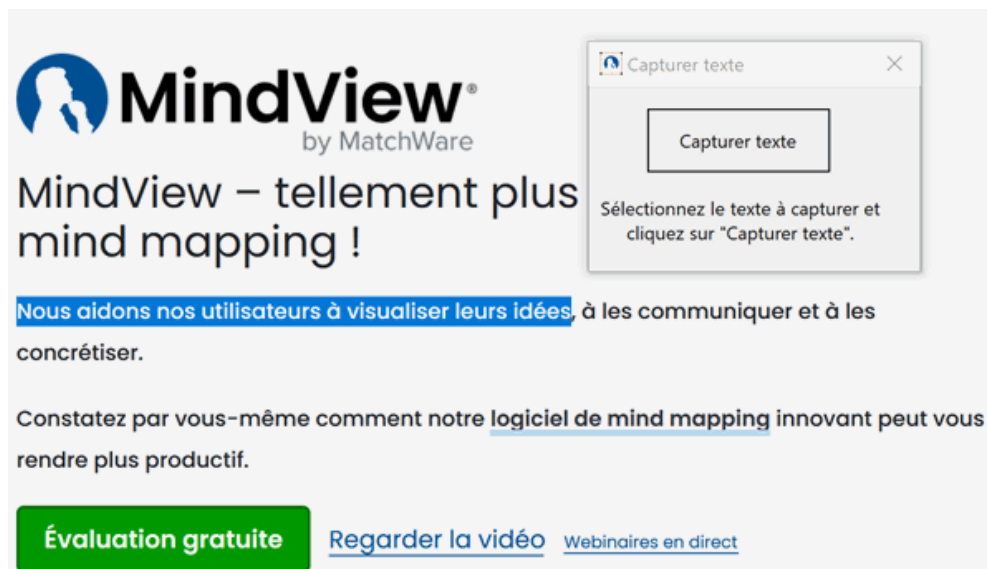 MindView®
by MatchWare
MindView – tellement plus
mind mapping !
Capturer texte
Capturer texte
Sélectionnez le texte à capturer et
cliquez sur "Capturer texte".
Nous aidons nos utilisateurs à visualiser leurs idées, à les communiquer et à les
concrétiser.
Constatez par vous-même comment notre logiciel de mind mapping innovant peut vous
rendre plus productif.
Évaluation gratuite
Regarder la vidéo
Webinaires en direct